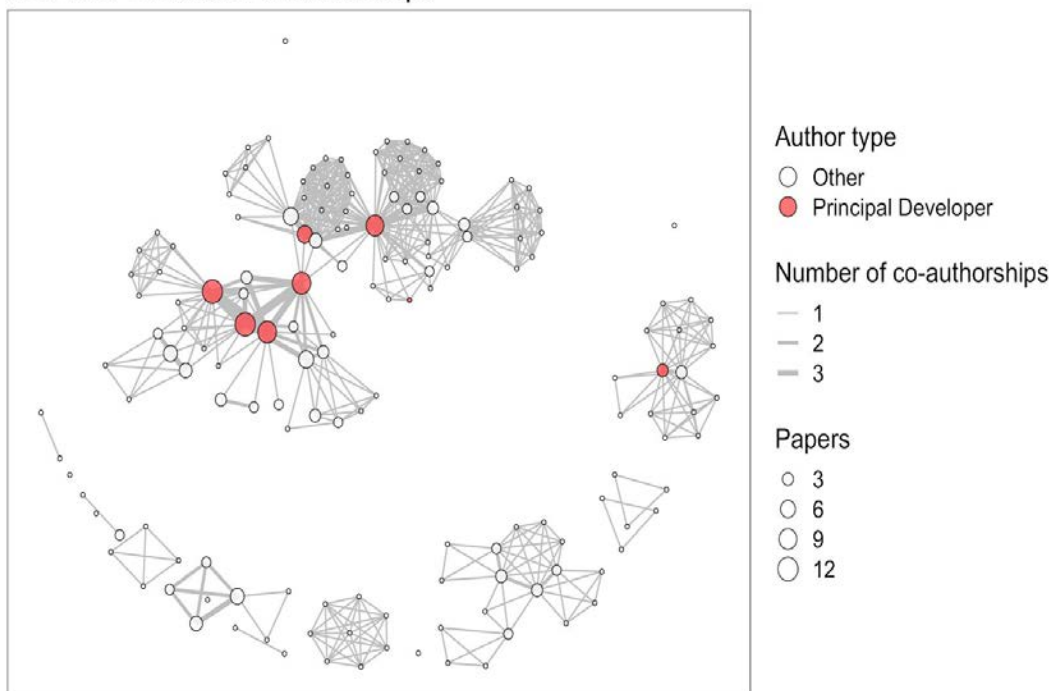 Author type
Other
Principal Developer
Number of co-authorships
1
2
3
Papers
3
6
9
12